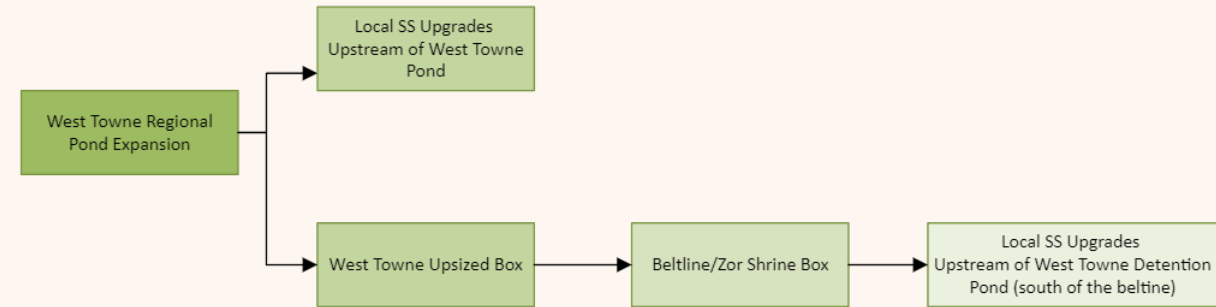 Local SS Upgrades
Upstream of West Towne
Pond
West Towne Regional
Pond Expansion
West Towne Upsized Box
Beltline/Zor Shrine Box
Local SS Upgrades
Upstream of West Towne Detention
Pond (south of the beltine)